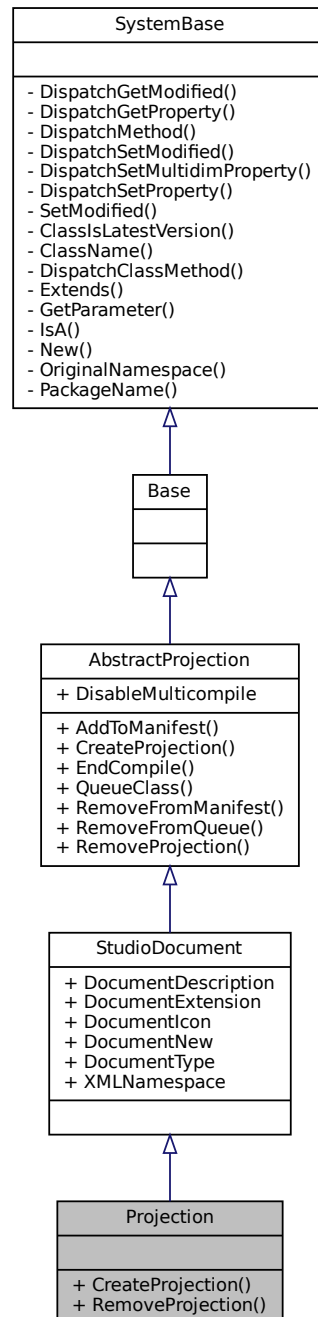 SystemBase
- DispatchGetModified()
- DispatchGetProperty()
- DispatchMethod()
- DispatchSetModified()
- DispatchSetMultidimProperty()
- DispatchSetProperty()
- SetModified()
- ClassIsLatestVersion()
- ClassName()
- DispatchClassMethod()
- Extends()
- GetParameter()
- IsA()
- New()
- OriginalNamespace()
- PackageName()
Base
AbstractProjection
+ DisableMulticompile
+ AddToManifest()
+ CreateProjection()
+ EndCompile()
+ QueueClass()
+ RemoveFromManifest()
+ RemoveFromQueue()
+ RemoveProjection()
StudioDocument
+ DocumentDescription
+ DocumentExtension
+ DocumentIcon
+ DocumentNew
+ DocumentType
+ XMLNamespace
Projection
+ CreateProjection()
+ RemoveProjection()